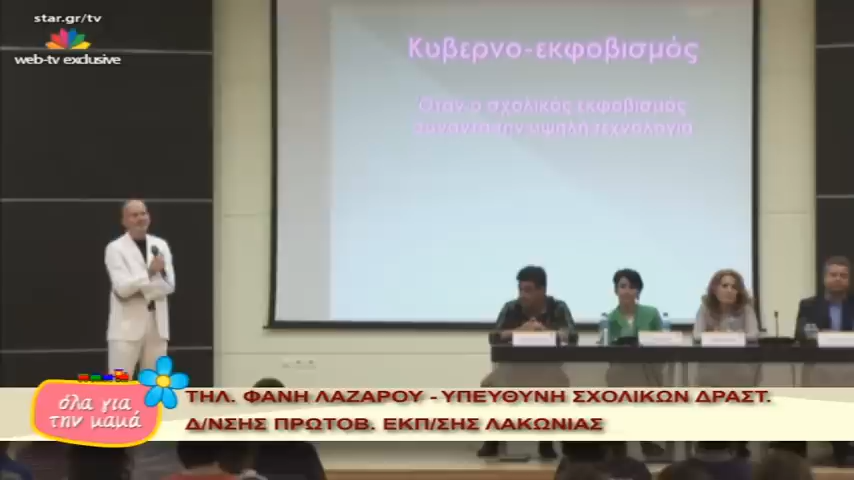 star.gr/tv
web-tv exclusive
Κυβερνο-εκφοβισμός
Όταν ο σχολικός εκφοβισμός
συναντά την υψηλή τεχνολογία
όλα για
την μαμά
ΤΗΛ. ΦΑΝΗ ΛΑΖΑΡΟΥ - ΥΠΕΥΘΥΝΗ ΣΧΟΛΙΚΩΝ ΔΡΑΣΤ.
Δ/ΝΣΗΣ ΠΡΩΤΟΒ. ΕΚΠ/ΣΗΣ ΛΑΚΩΝΙΑΣ